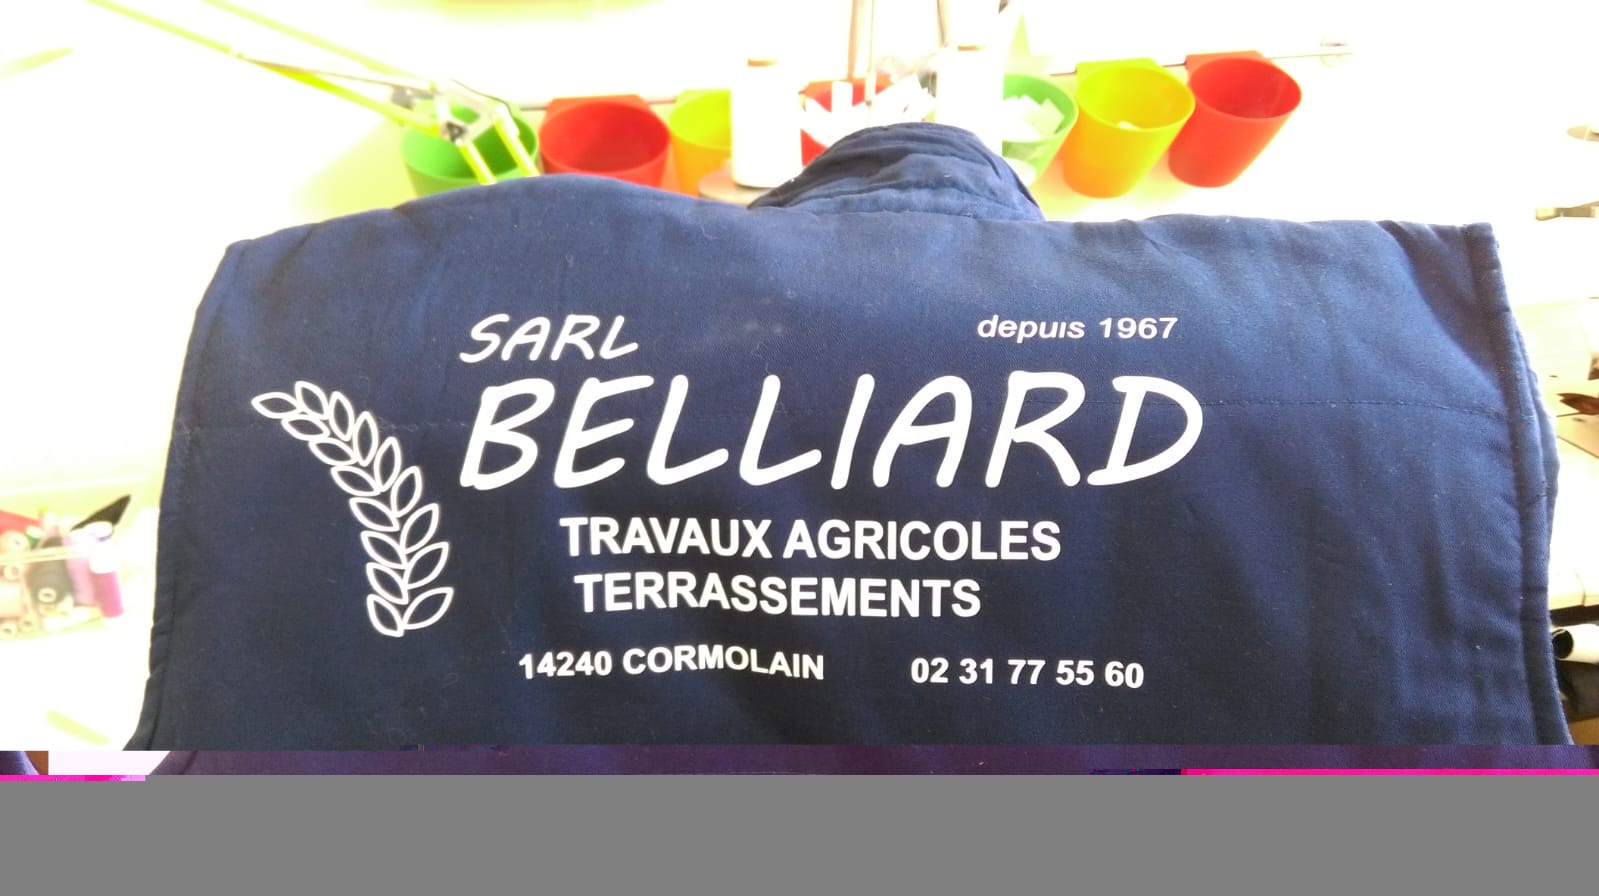 SARL
depuis 1967
BELLIARD
TRAVAUX AGRICOLES
TERRASSEMENTS
14240 CORMOLAIN 02 31 77 55 60